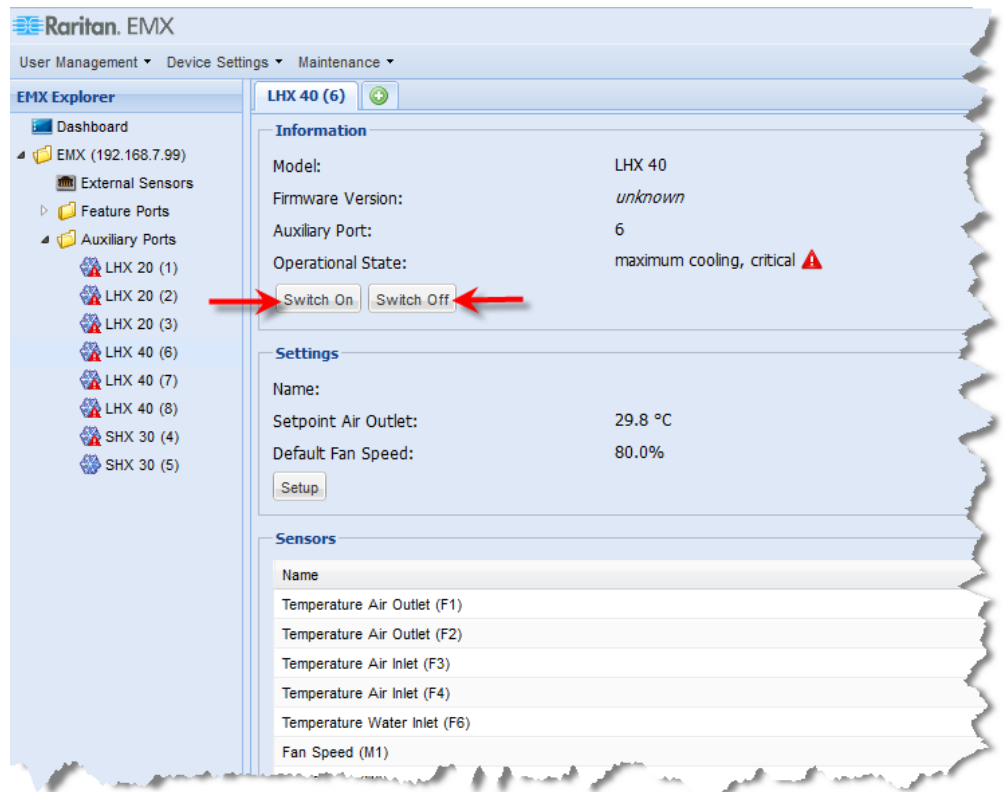 Raritan. EMX
User Management Device Settings Maintenance
EMX Explorer
Dashboard
EMX (192.168.7.99)
External Sensors
Feature Ports
Auxiliary Ports
LHX 20 (1)
LHX 20 (2)
LHX 20 (3)
LHX 40 (6)
LHX 40 (7)
LHX 40 (8)
SHX 30 (4)
SHX 30 (5)
LHX 40 (6)
Information
Model: LHX 40
Firmware Version: unknown
Auxiliary Port: 6
Operational State: maximum cooling, critical
Switch On Switch Off
Settings
Name:
Setpoint Air Outlet: 29.8 °C
Default Fan Speed: 80.0%
Setup
Sensors
Name
Temperature Air Outlet (F1)
Temperature Air Outlet (F2)
Temperature Air Inlet (F3)
Temperature Air Inlet (F4)
Temperature Water Inlet (F6)
Fan Speed (M1)